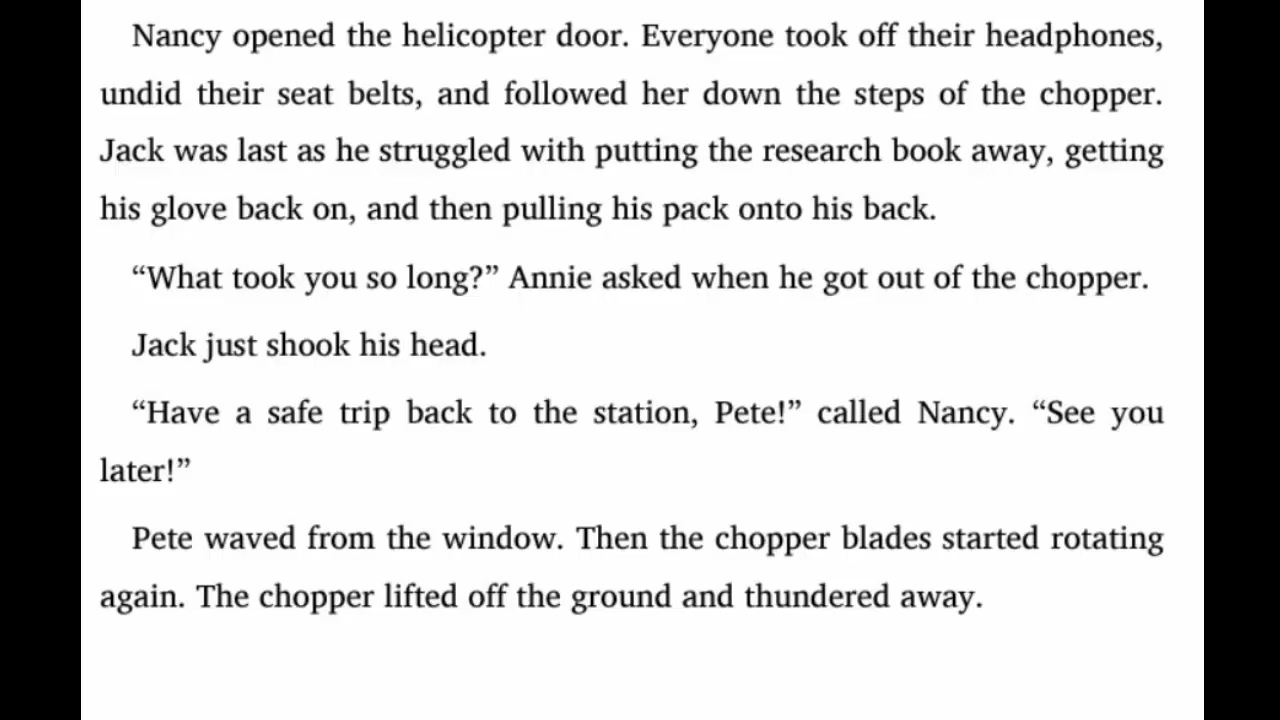 Nancy opened the helicopter door. Everyone took off their headphones,
undid their seat belts, and followed her down the steps of the chopper.
Jack was last as he struggled with putting the research book away, getting
his glove back on, and then pulling his pack onto his back.
“What took you so long?” Annie asked when he got out of the chopper.
Jack just shook his head.
“Have a safe trip back to the station, Pete!” called Nancy. “See you
later!”
Pete waved from the window. Then the chopper blades started rotating
again. The chopper lifted off the ground and thundered away.